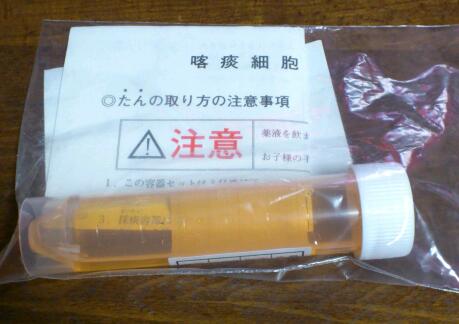 喀痰細胞
◎たんの取り方の注意事項
注意
薬液を飲ま
お子様の手
1．この容器セットは
3．採痰容器